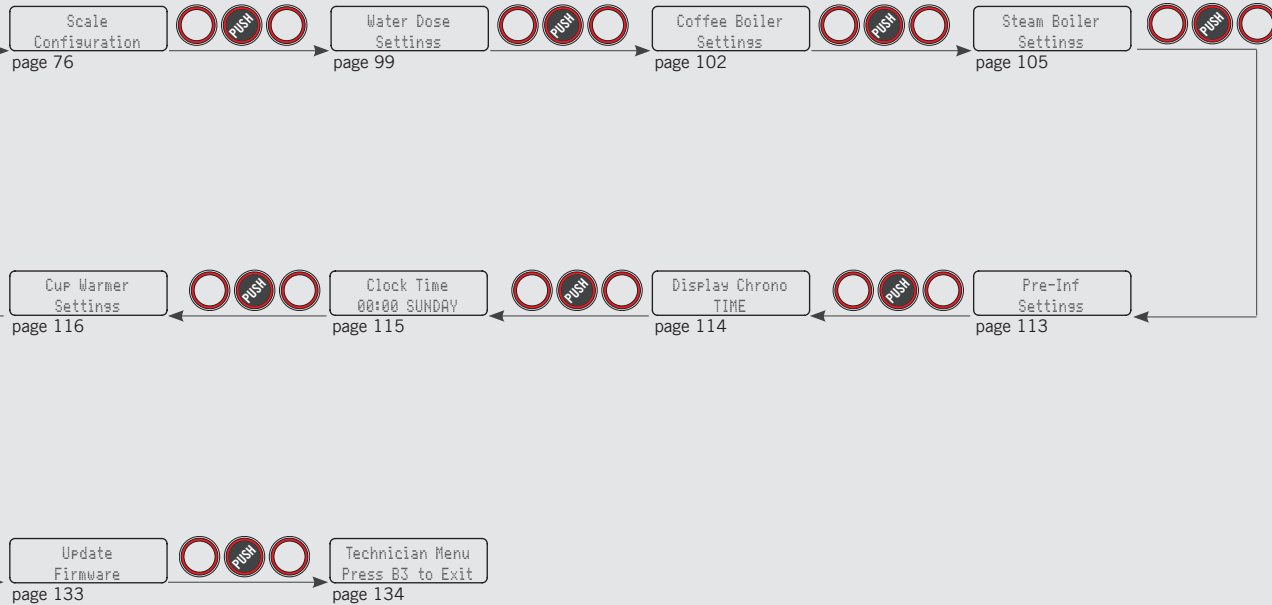 Scale
Configuration
page 76
PUSH
Water Dose
Settings
page 99
PUSH
Coffee Boiler
Settings
page 102
PUSH
Steam Boiler
Settings
page 105
PUSH
Pre-Inf
Settings
page 113
PUSH
Display Chrono
TIME
page 114
PUSH
Clock Time
00:00 SUNDAY
page 115
PUSH
Cup Warmer
Settings
page 116
Update
Firmware
page 133
PUSH
Technician Menu
Press B3 to Exit
page 134